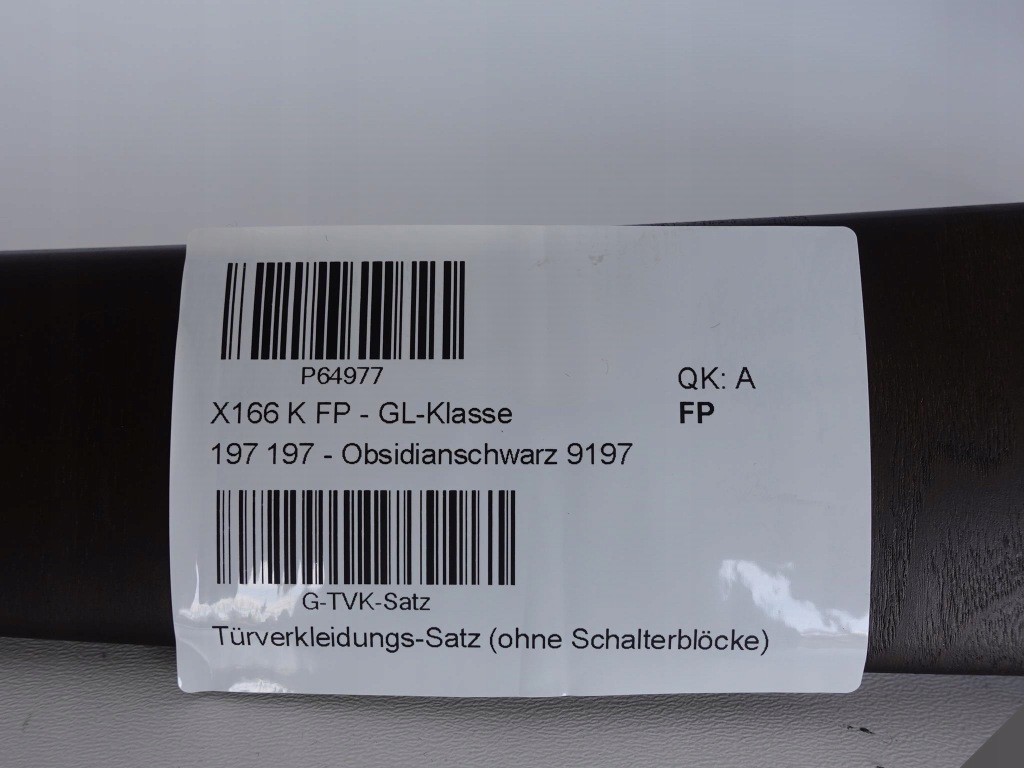 P64977
X166 K FP - GL-Klasse
QK: A
FP
197 197 - Obsidianschwarz 9197
G-TVK-Satz
Türverkleidungs-Satz (ohne Schalterblöcke)